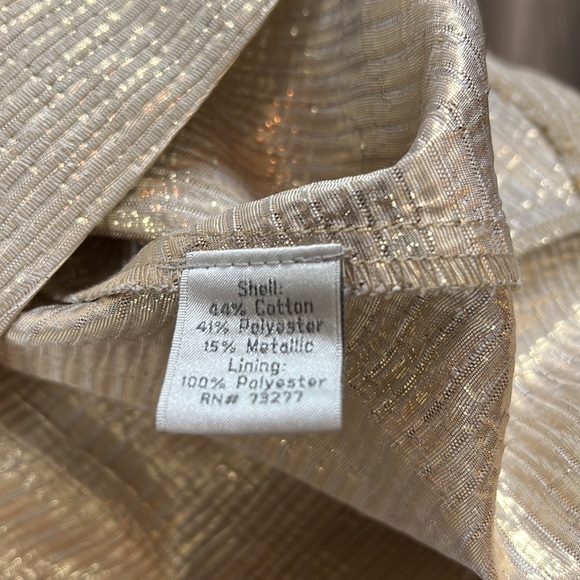 Shell:
44% Cotton
41% Polyester
15% Metallic
Lining:
100% Polyester
RN# 73277